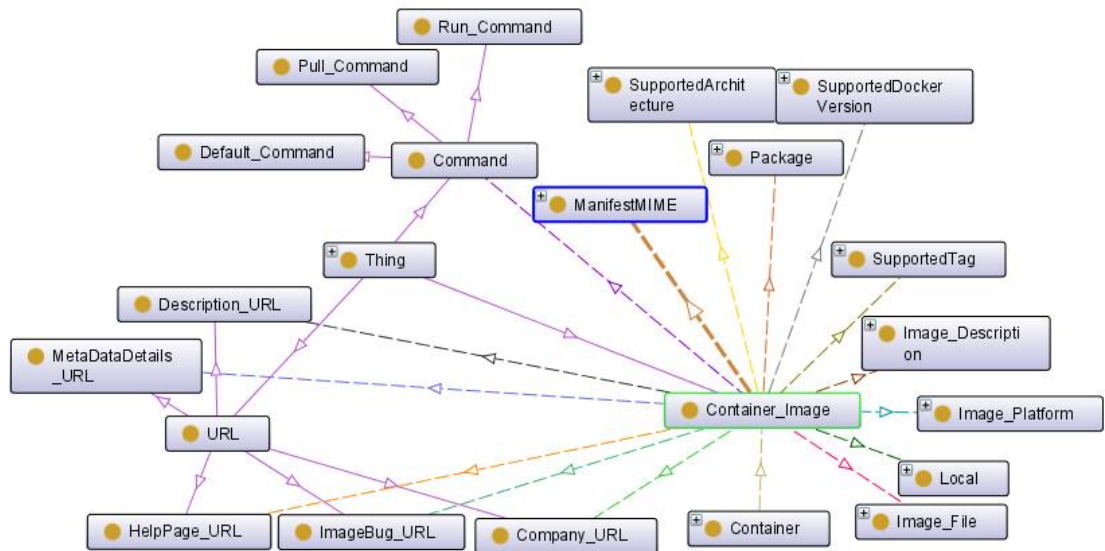 Run_Command
Pull_Command
SupportedArchit
ecture
SupportedDocker
Version
Default_Command
Command
Package
ManifestMIME
Thing
SupportedTag
Description_URL
Image_Descripti
on
MetaDataDetails
_URL
Container_Image
Image_Platform
URL
Local
HelpPage_URL
ImageBug_URL
Company_URL
Container
Image_File